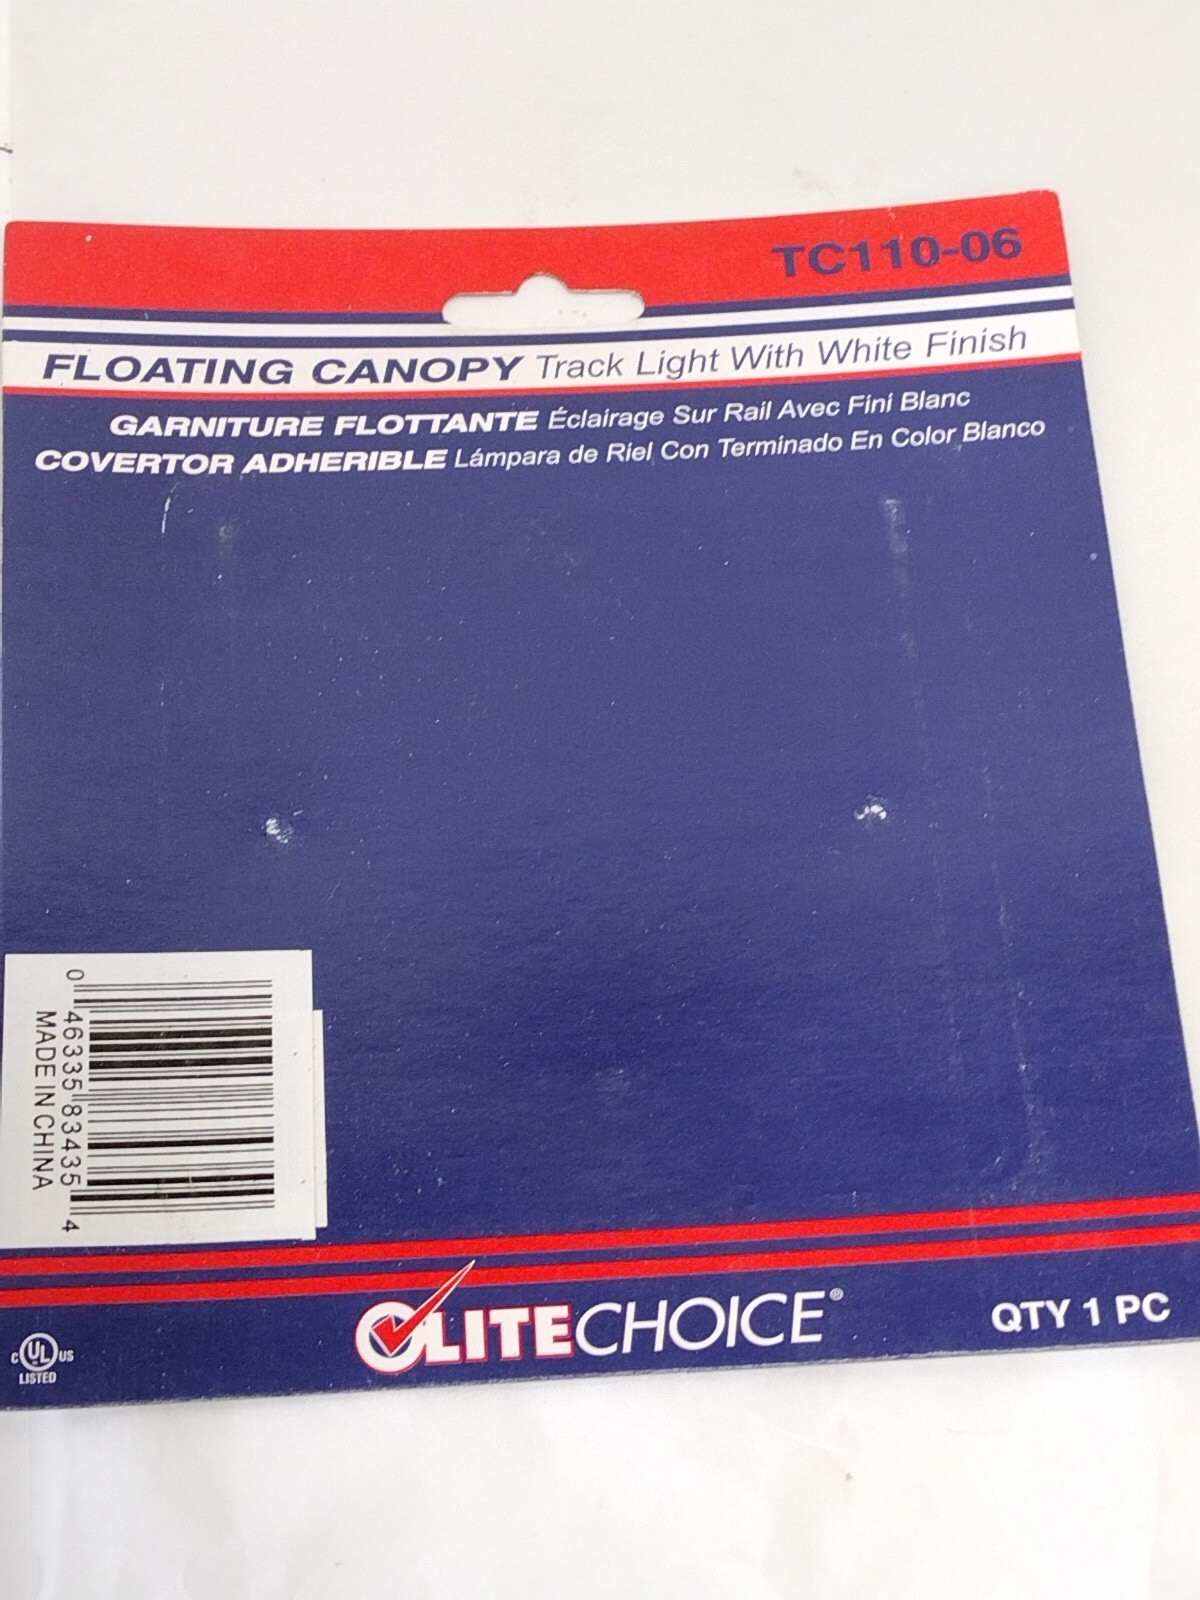 TC110-06
FLOATING CANOPY Track Light With White Finish
GARNITURE FLOTTANTE Éclairage Sur Rail Avec Fini Blanc
COVERTOR ADHERIBLE Lámpara de Riel Con Terminado En Color Blanco
0 46335 83435 4
MADE IN CHINA
C UL US
LISTED
LITECHOICE®
QTY 1 PC